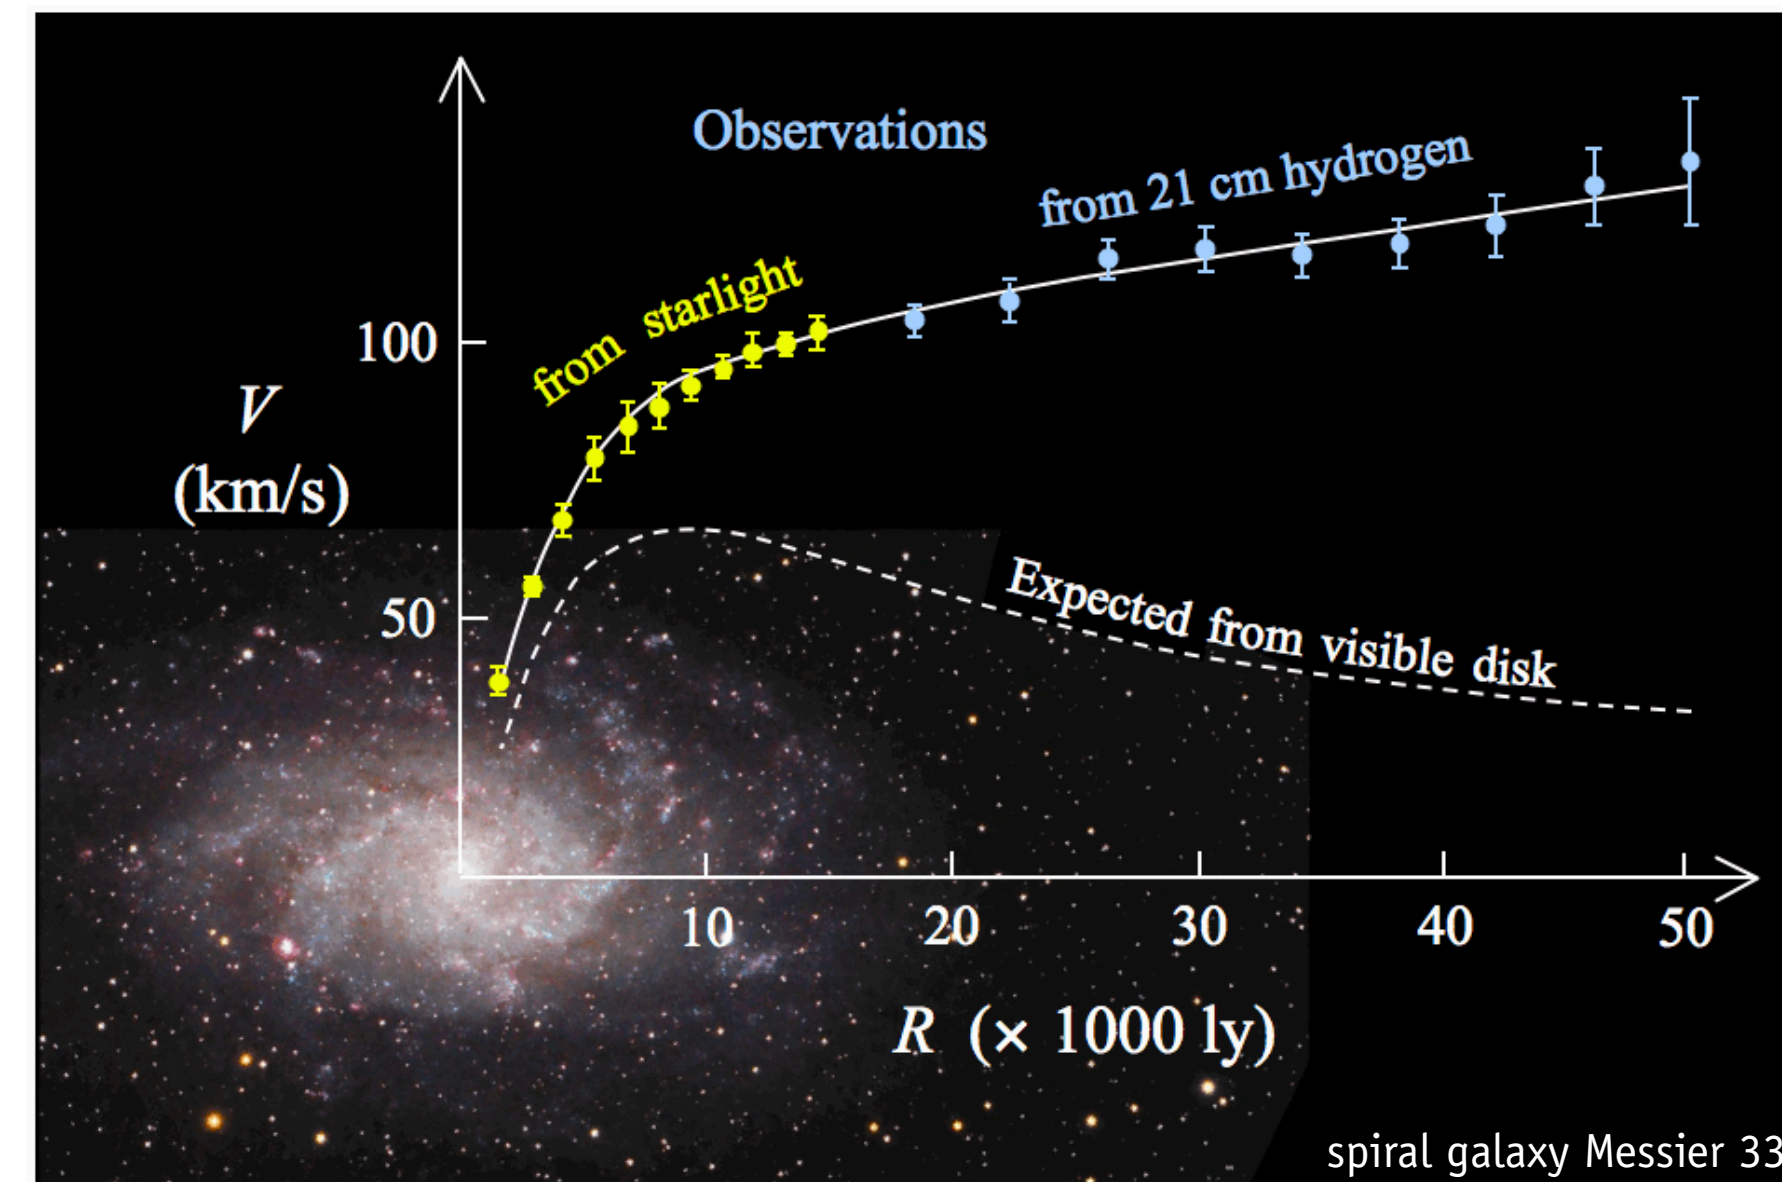 Observations
from 21 cm hydrogen
from starlight
100
V
(km/s)
50
Expected from visible disk
10 20 30 40 50
R (× 1000 ly)
spiral galaxy Messier 33